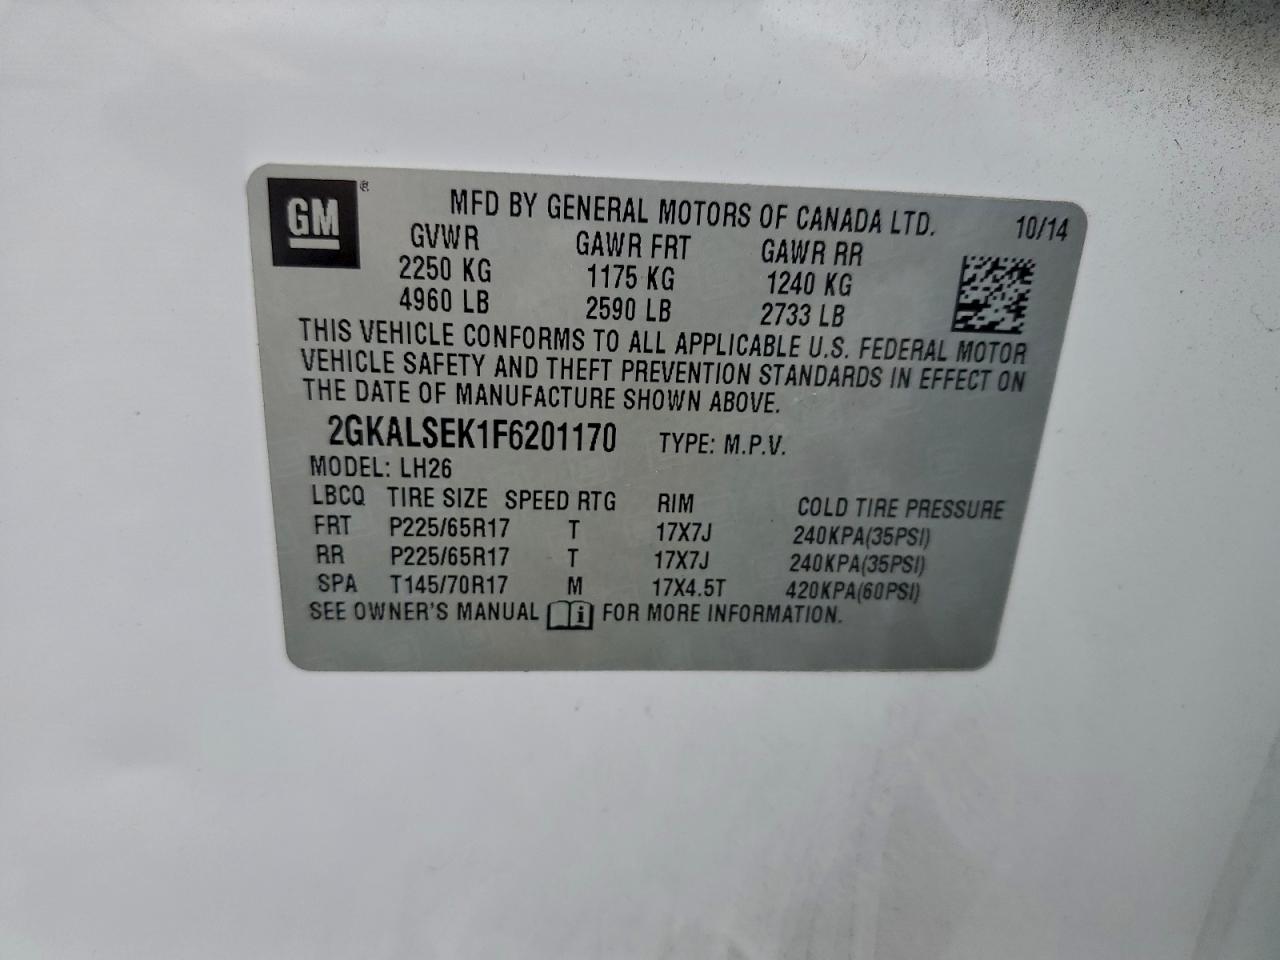 GM ®
MFD BY GENERAL MOTORS OF CANADA LTD. 10/14
GVWR GAWR FRT GAWR RR
2250 KG 1175 KG 1240 KG
4960 LB 2590 LB 2733 LB
THIS VEHICLE CONFORMS TO ALL APPLICABLE U.S. FEDERAL MOTOR
VEHICLE SAFETY AND THEFT PREVENTION STANDARDS IN EFFECT ON
THE DATE OF MANUFACTURE SHOWN ABOVE.
2GKALSEK1F6201170 TYPE: M.P.V.
MODEL: LH26
LBCQ TIRE SIZE SPEED RTG RIM COLD TIRE PRESSURE
FRT P225/65R17 T 17X7J 240KPA(35PSI)
RR P225/65R17 T 17X7J 240KPA(35PSI)
SPA T145/70R17 M 17X4.5T 420KPA(60PSI)
SEE OWNER'S MANUAL i FOR MORE INFORMATION.